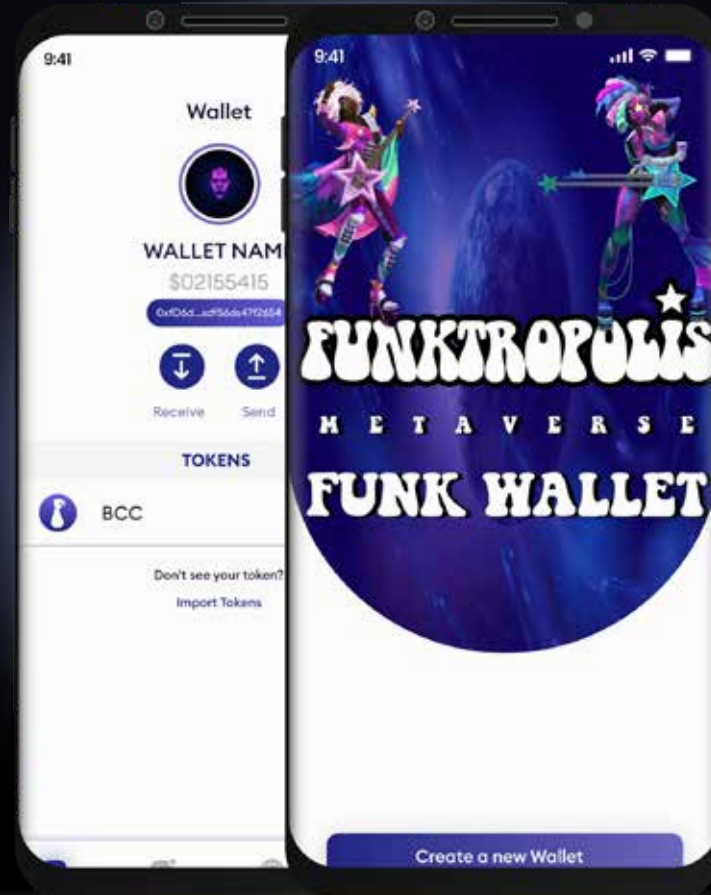 9:41
Wallet
WALLET NAM
$02155415
Receive
Send
TOKENS
BCC
Don't see your token?
Import Tokens
9:41
FUNKTROPOLIS
METAVERSE
FUNK WALLET
Create a new Wallet